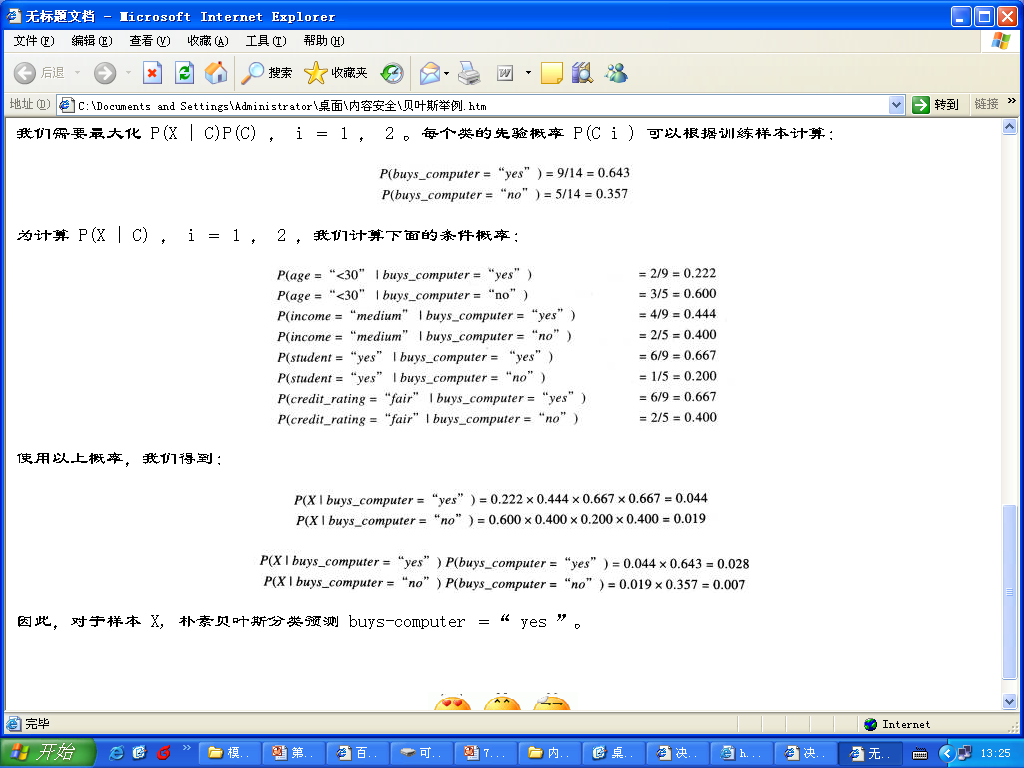 无标题文档 - Microsoft Internet Explorer
文件(F) 编辑(E) 查看(V) 收藏(A) 工具(T) 帮助(H)
后退 搜索 收藏夹
地址(D) C:\Documents and Settings\Administrator\桌面\内容安全\贝叶斯举例.htm 转到 链接 »
我们需要最大化 P(X | C)P(C) , i = 1 , 2 。每个类的先验概率 P(C i ) 可以根据训练样本计算：
P(buys_computer = “yes” ) = 9/14 = 0.643
P(buys_computer = “no” ) = 5/14 = 0.357
为计算 P(X | C) , i = 1 , 2 ，我们计算下面的条件概率：
P(age = “<30” | buys_computer = “yes” ) = 2/9 = 0.222
P(age = “<30” | buys_computer = “no” ) = 3/5 = 0.600
P(income = “medium” | buys_computer = “yes” ) = 4/9 = 0.444
P(income = “medium” | buys_computer = “no” ) = 2/5 = 0.400
P(student = “yes” | buys_computer = “yes” ) = 6/9 = 0.667
P(student = “yes” | buys_computer = “no” ) = 1/5 = 0.200
P(credit_rating = “fair” | buys_computer = “yes” ) = 6/9 = 0.667
P(credit_rating = “fair” | buys_computer = “no” ) = 2/5 = 0.400
使用以上概率，我们得到：
P(X | buys_computer = “yes” ) = 0.222 × 0.444 × 0.667 × 0.667 = 0.044
P(X | buys_computer = “no” ) = 0.600 × 0.400 × 0.200 × 0.400 = 0.019
P(X | buys_computer = “yes” ) P(buys_computer = “yes” ) = 0.044 × 0.643 = 0.028
P(X | buys_computer = “no” ) P(buys_computer = “no” ) = 0.019 × 0.357 = 0.007
因此，对于样本 X, 朴素贝叶斯分类预测 buys-computer =“ yes ”。
完毕 Internet
开始 » 模.. 第.. 百.. 可.. 7.. 内.. 桌.. 决.. h.. 决.. 无.. 13:25